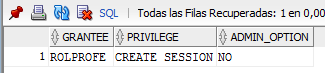 SQL | Todas las Filas Recuperadas: 1 en 0,00
GRANTEE PRIVILEGE ADMIN_OPTION
1 ROLPROFE CREATE SESSION NO